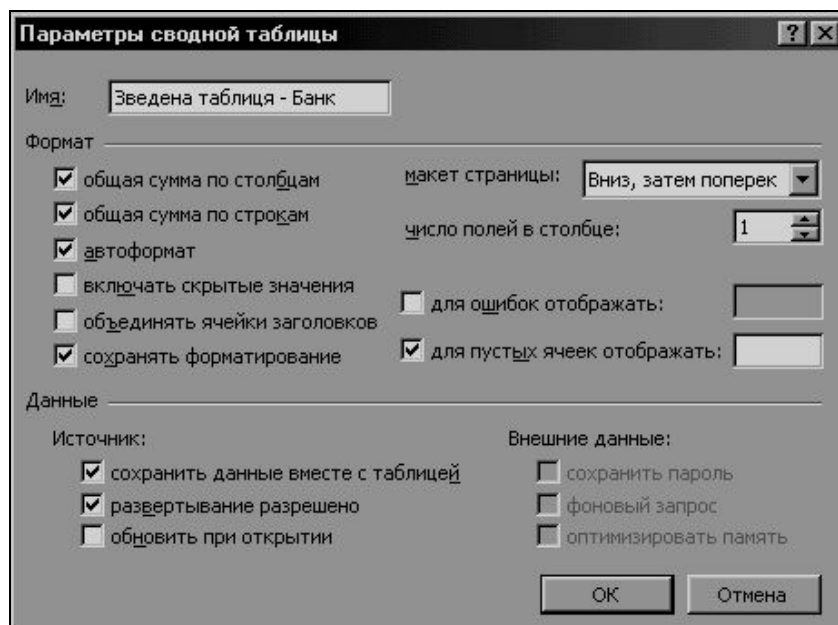 Параметры сводной таблицы
Имя: Зведена таблиця - Банк
Формат
общая сумма по столбцам
общая сумма по строкам
автоформат
включать скрытые значения
объединять ячейки заголовков
сохранять форматирование
макет страницы: Вниз, затем поперек
число полей в столбце: 1
для ошибок отображать:
для пустых ячеек отображать:
Данные
Источник:
сохранить данные вместе с таблицей
развертывание разрешено
обновить при открытии
Внешние данные:
сохранить пароль
фоновый запрос
оптимизировать память
ОК
Отмена